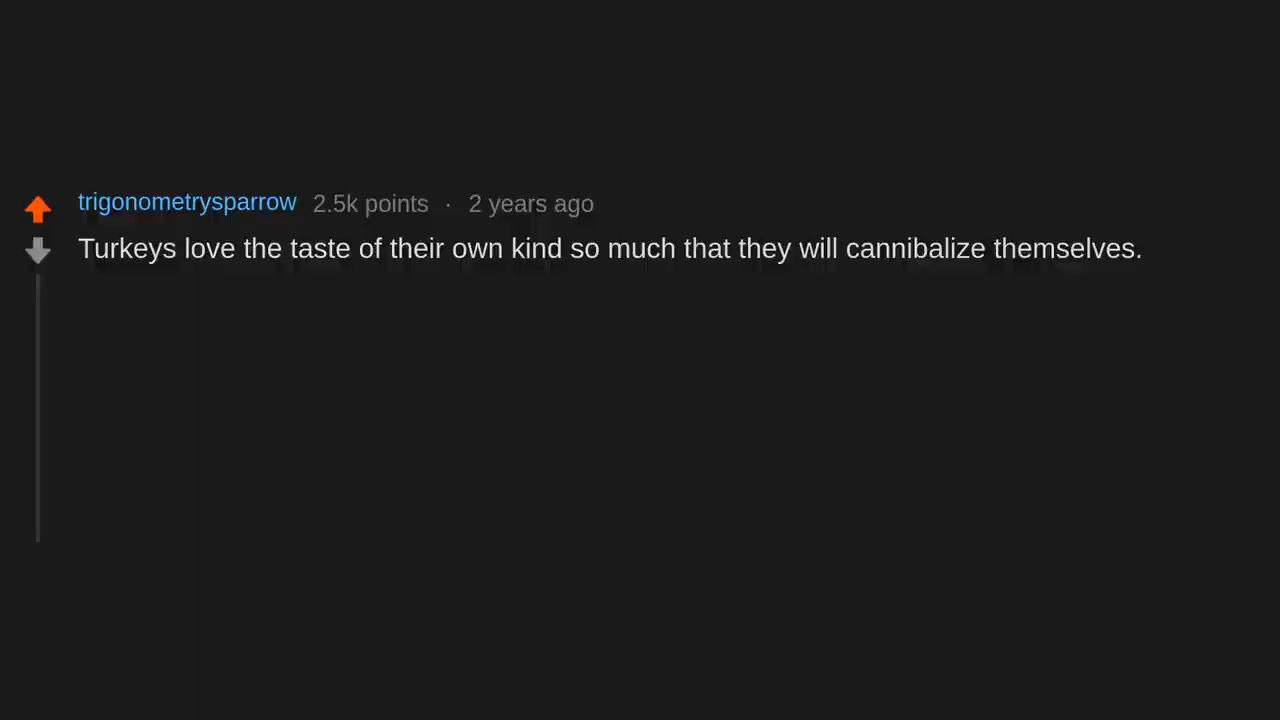 trigonometrysparrow 2.5k points · 2 years ago
Turkeys love the taste of their own kind so much that they will cannibalize themselves.